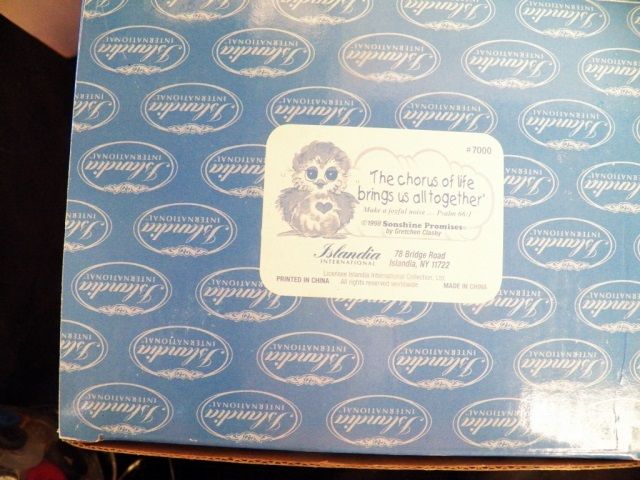 #7000
"The chorus of life
brings us all together"
Make a joyful noise ... Psalm 66:1
©1998 Sunshine Promises
by Gretchen Clasby
Islandia
INTERNATIONAL
78 Bridge Road
Islandia, NY 11722
Licensee Islandia International Collection, Ltd.
All rights reserved worldwide.
PRINTED IN CHINA
MADE IN CHINA